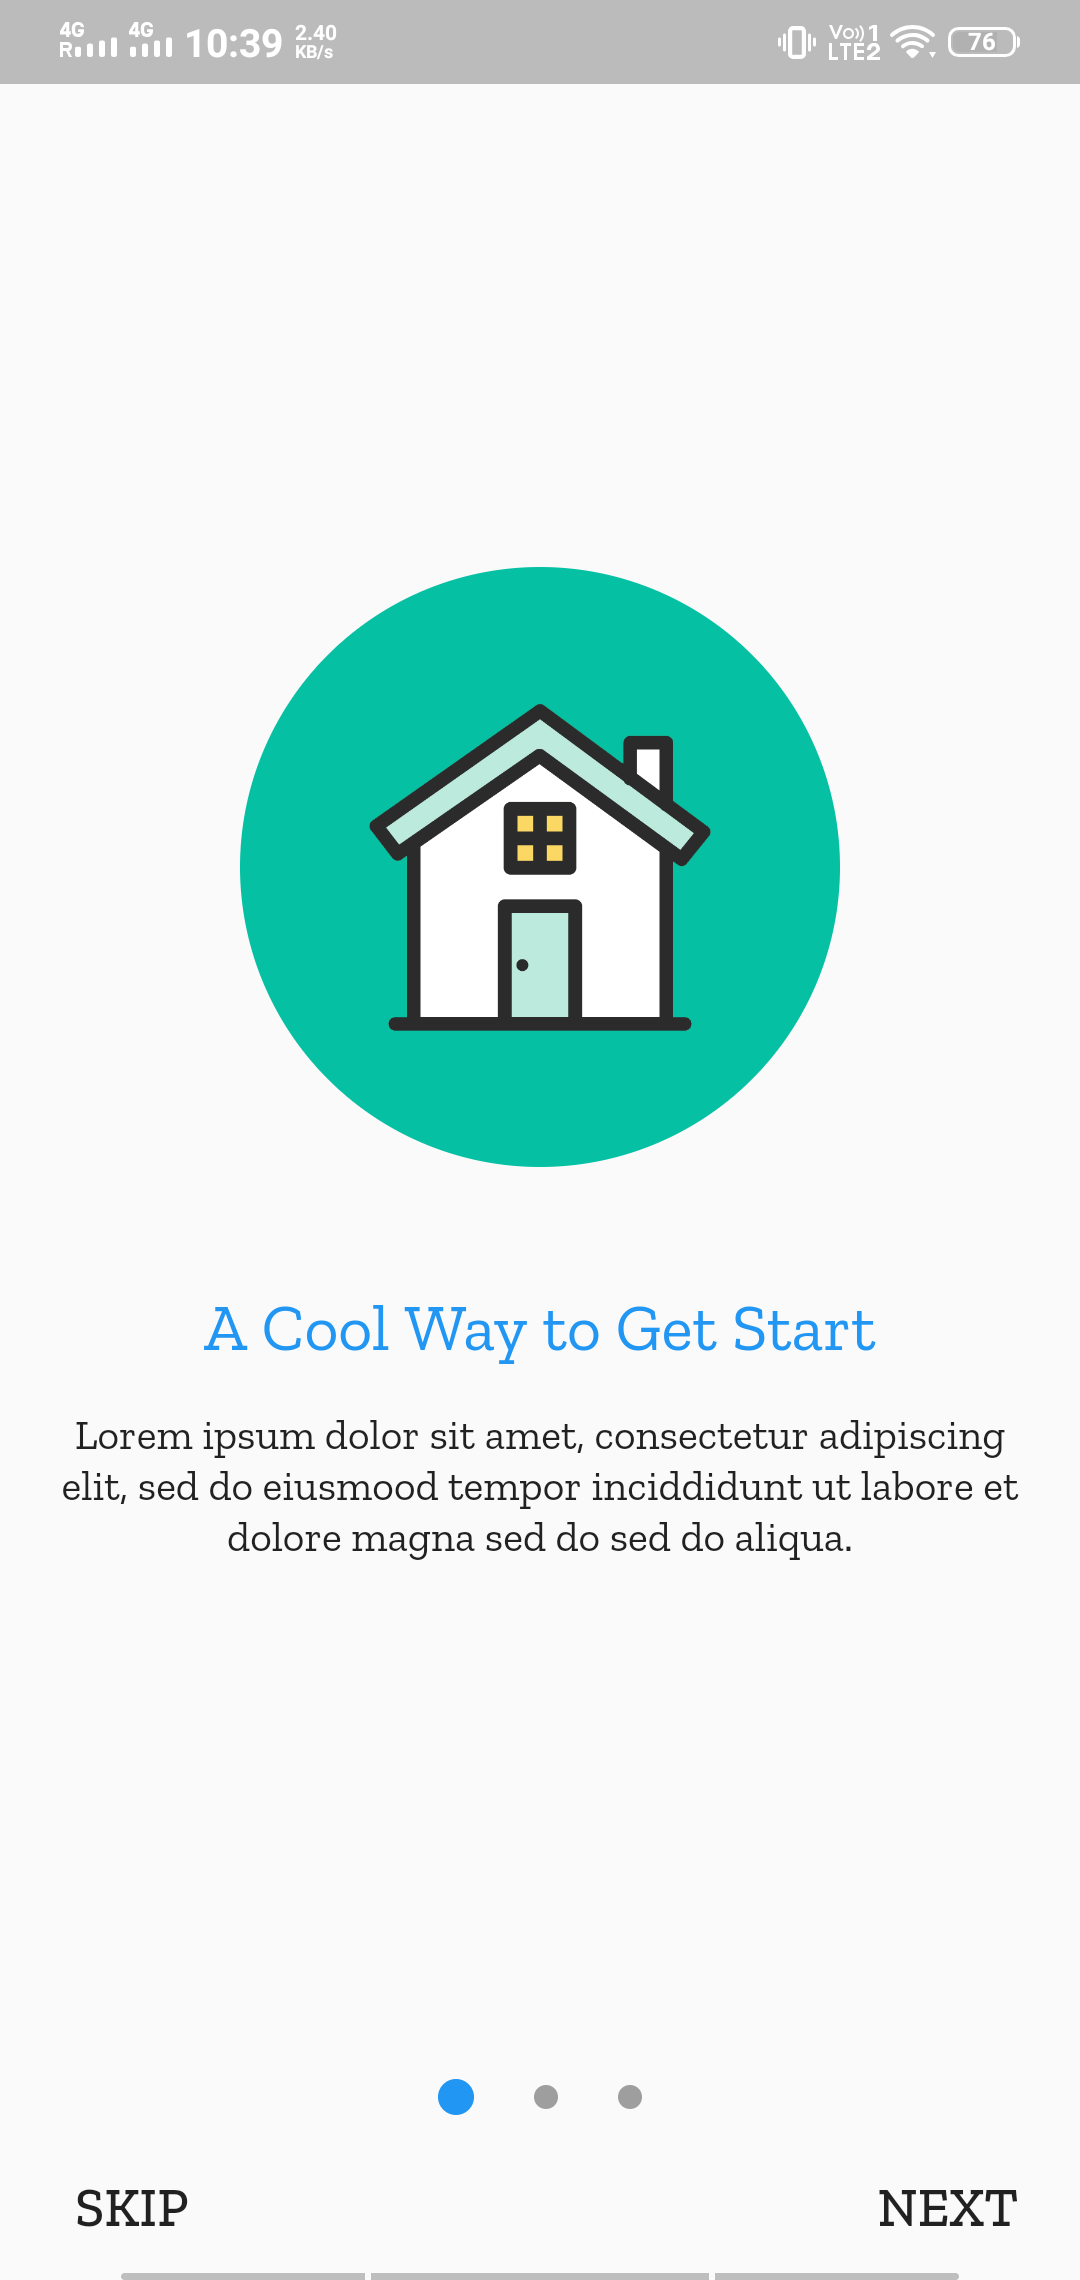 4G R 4G 10:39 2.40 KB/s Vo)) 1 LTE2 76
A Cool Way to Get Start
Lorem ipsum dolor sit amet, consectetur adipiscing
elit, sed do eiusmood tempor inciddidunt ut labore et
dolore magna sed do sed do aliqua.
SKIP NEXT